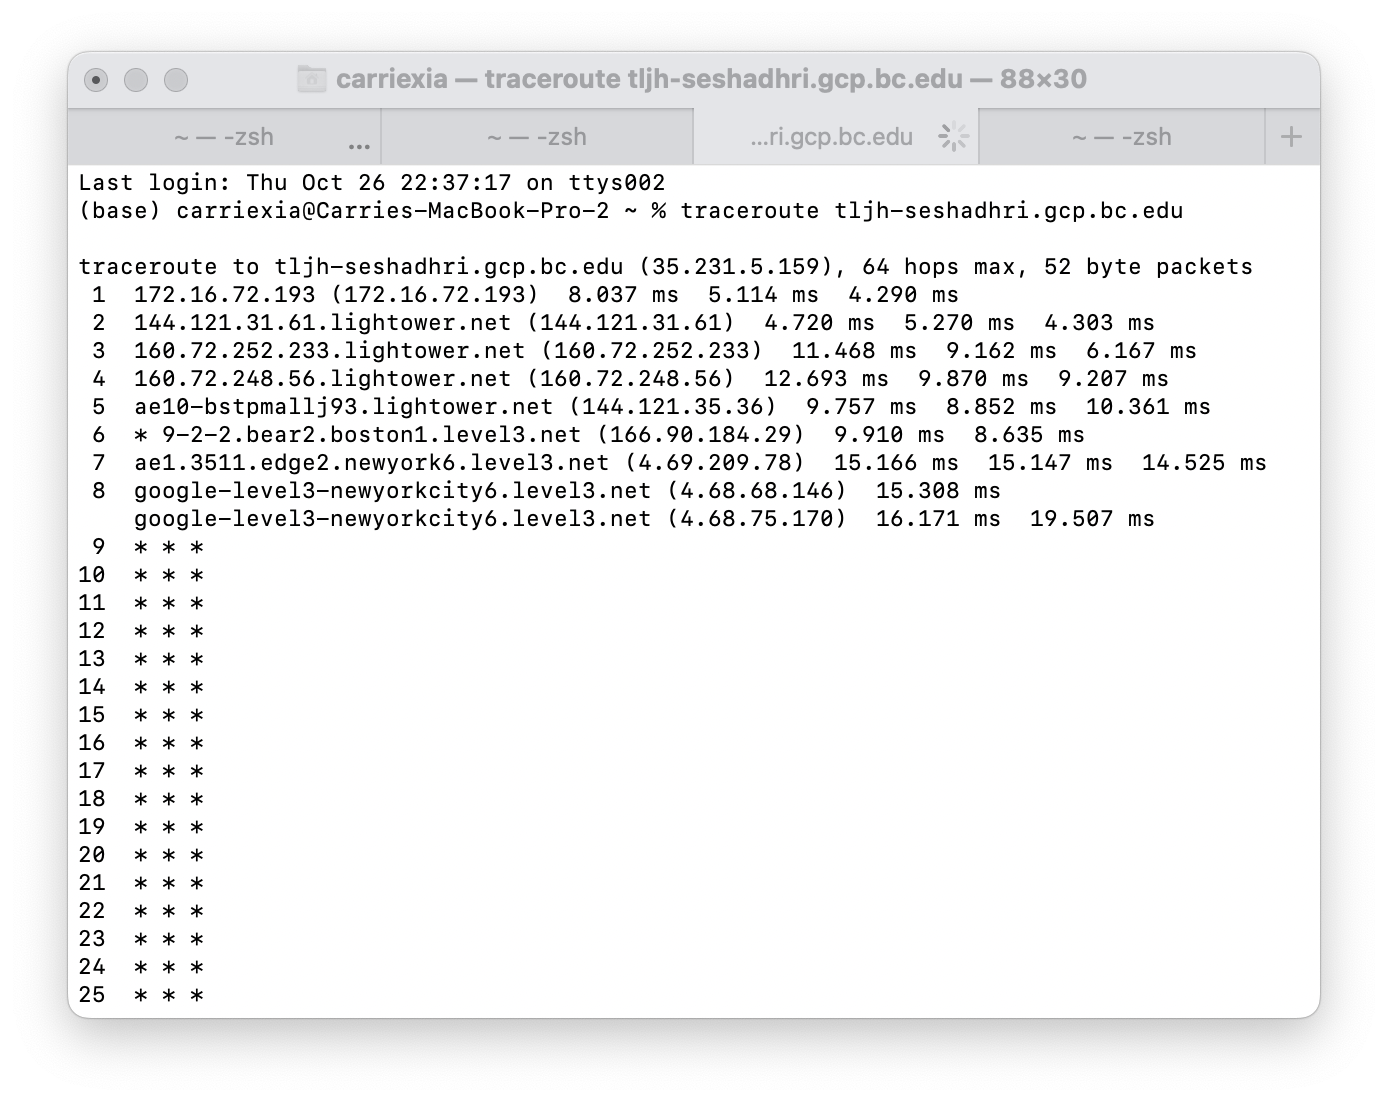 carriexia — traceroute tljh-seshadhri.gcp.bc.edu — 88×30
~ — -zsh ... ~ — -zsh ...ri.gcp.bc.edu ~ — -zsh +
Last login: Thu Oct 26 22:37:17 on ttys002
(base) carriexia@Carries-MacBook-Pro-2 ~ % traceroute tljh-seshadhri.gcp.bc.edu
traceroute to tljh-seshadhri.gcp.bc.edu (35.231.5.159), 64 hops max, 52 byte packets
 1  172.16.72.193 (172.16.72.193)  8.037 ms  5.114 ms  4.290 ms
 2  144.121.31.61.lightower.net (144.121.31.61)  4.720 ms  5.270 ms  4.303 ms
 3  160.72.252.233.lightower.net (160.72.252.233)  11.468 ms  9.162 ms  6.167 ms
 4  160.72.248.56.lightower.net (160.72.248.56)  12.693 ms  9.870 ms  9.207 ms
 5  ae10-bstpmallj93.lightower.net (144.121.35.36)  9.757 ms  8.852 ms  10.361 ms
 6  * 9-2-2.bear2.boston1.level3.net (166.90.184.29)  9.910 ms  8.635 ms
 7  ae1.3511.edge2.newyork6.level3.net (4.69.209.78)  15.166 ms  15.147 ms  14.525 ms
 8  google-level3-newyorkcity6.level3.net (4.68.68.146)  15.308 ms
    google-level3-newyorkcity6.level3.net (4.68.75.170)  16.171 ms  19.507 ms
 9  * * *
10  * * *
11  * * *
12  * * *
13  * * *
14  * * *
15  * * *
16  * * *
17  * * *
18  * * *
19  * * *
20  * * *
21  * * *
22  * * *
23  * * *
24  * * *
25  * * *